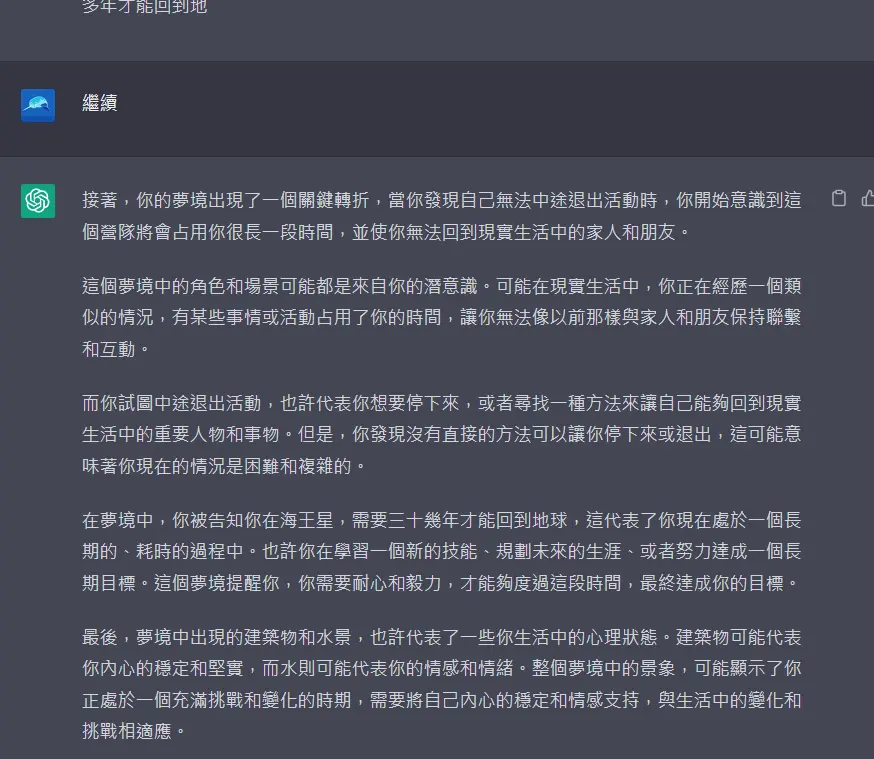 多年才能回到地
繼續
接著，你的夢境出現了一個關鍵轉折，當你發現自己無法中途退出活動時，你開始意識到這
個營隊將會占用你很長一段時間，並使你無法回到現實生活中的家人和朋友。
這個夢境中的角色和場景可能都是來自你的潛意識。可能在現實生活中，你正在經歷一個類
似的情況，有某些事情或活動占用了你的時間，讓你無法像以前那樣與家人和朋友保持聯繫
和互動。
而你試圖中途退出活動，也許代表你想要停下來，或者尋找一種方法來讓自己能夠回到現實
生活中的重要人物和事物。但是，你發現沒有直接的方法可以讓你停下來或退出，這可能意
味著你現在的情況是困難和複雜的。
在夢境中，你被告知你在海王星，需要三十幾年才能回到地球，這代表了你現在處於一個長
期的、耗時的過程中。也許你在學習一個新的技能、規劃未來的生涯、或者努力達成一個長
期目標。這個夢境提醒你，你需要耐心和毅力，才能夠度過這段時間，最終達成你的目標。
最後，夢境中出現的建築物和水景，也許代表了一些你生活中的心理狀態。建築物可能代表
你內心的穩定和堅實，而水則可能代表你的情感和情緒。整個夢境中的景象，可能顯示了你
正處於一個充滿挑戰和變化的時期，需要將自己內心的穩定和情感支持，與生活中的變化和
挑戰相適應。